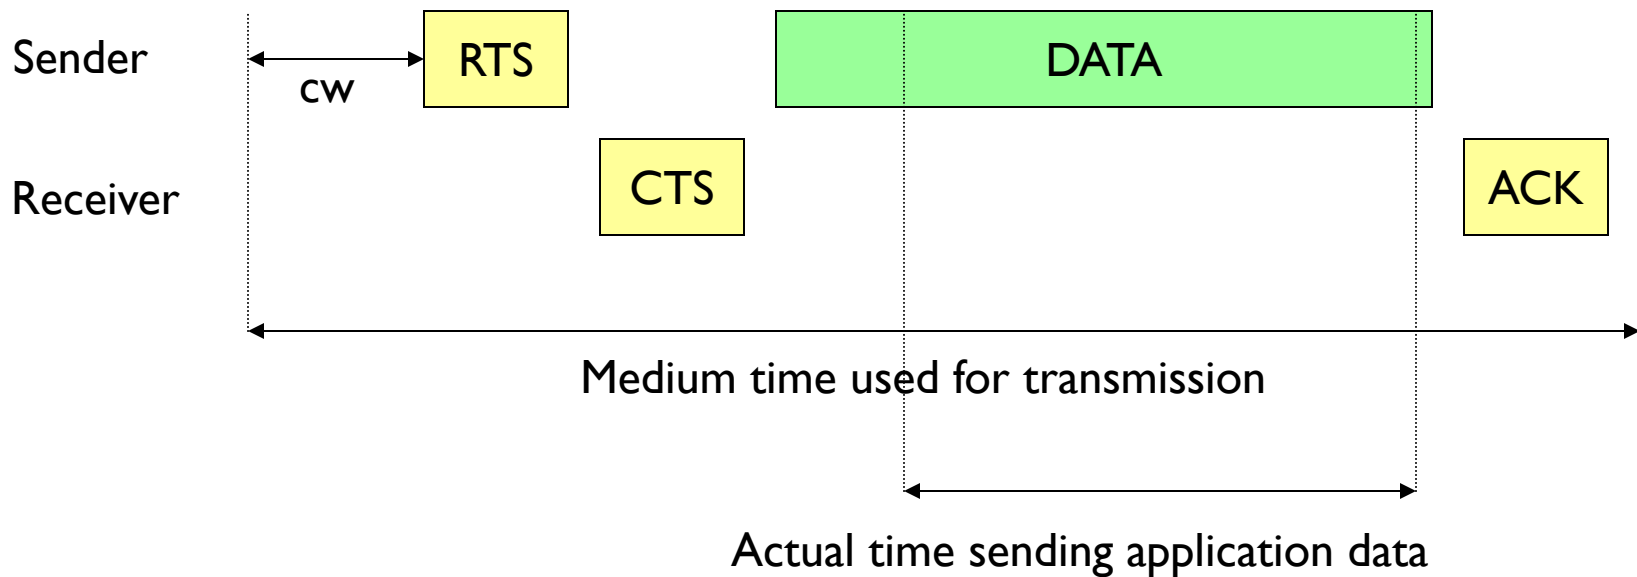 Sender
RTS
DATA
cw
Receiver
CTS
ACK
Medium time used for transmission
Actual time sending application data